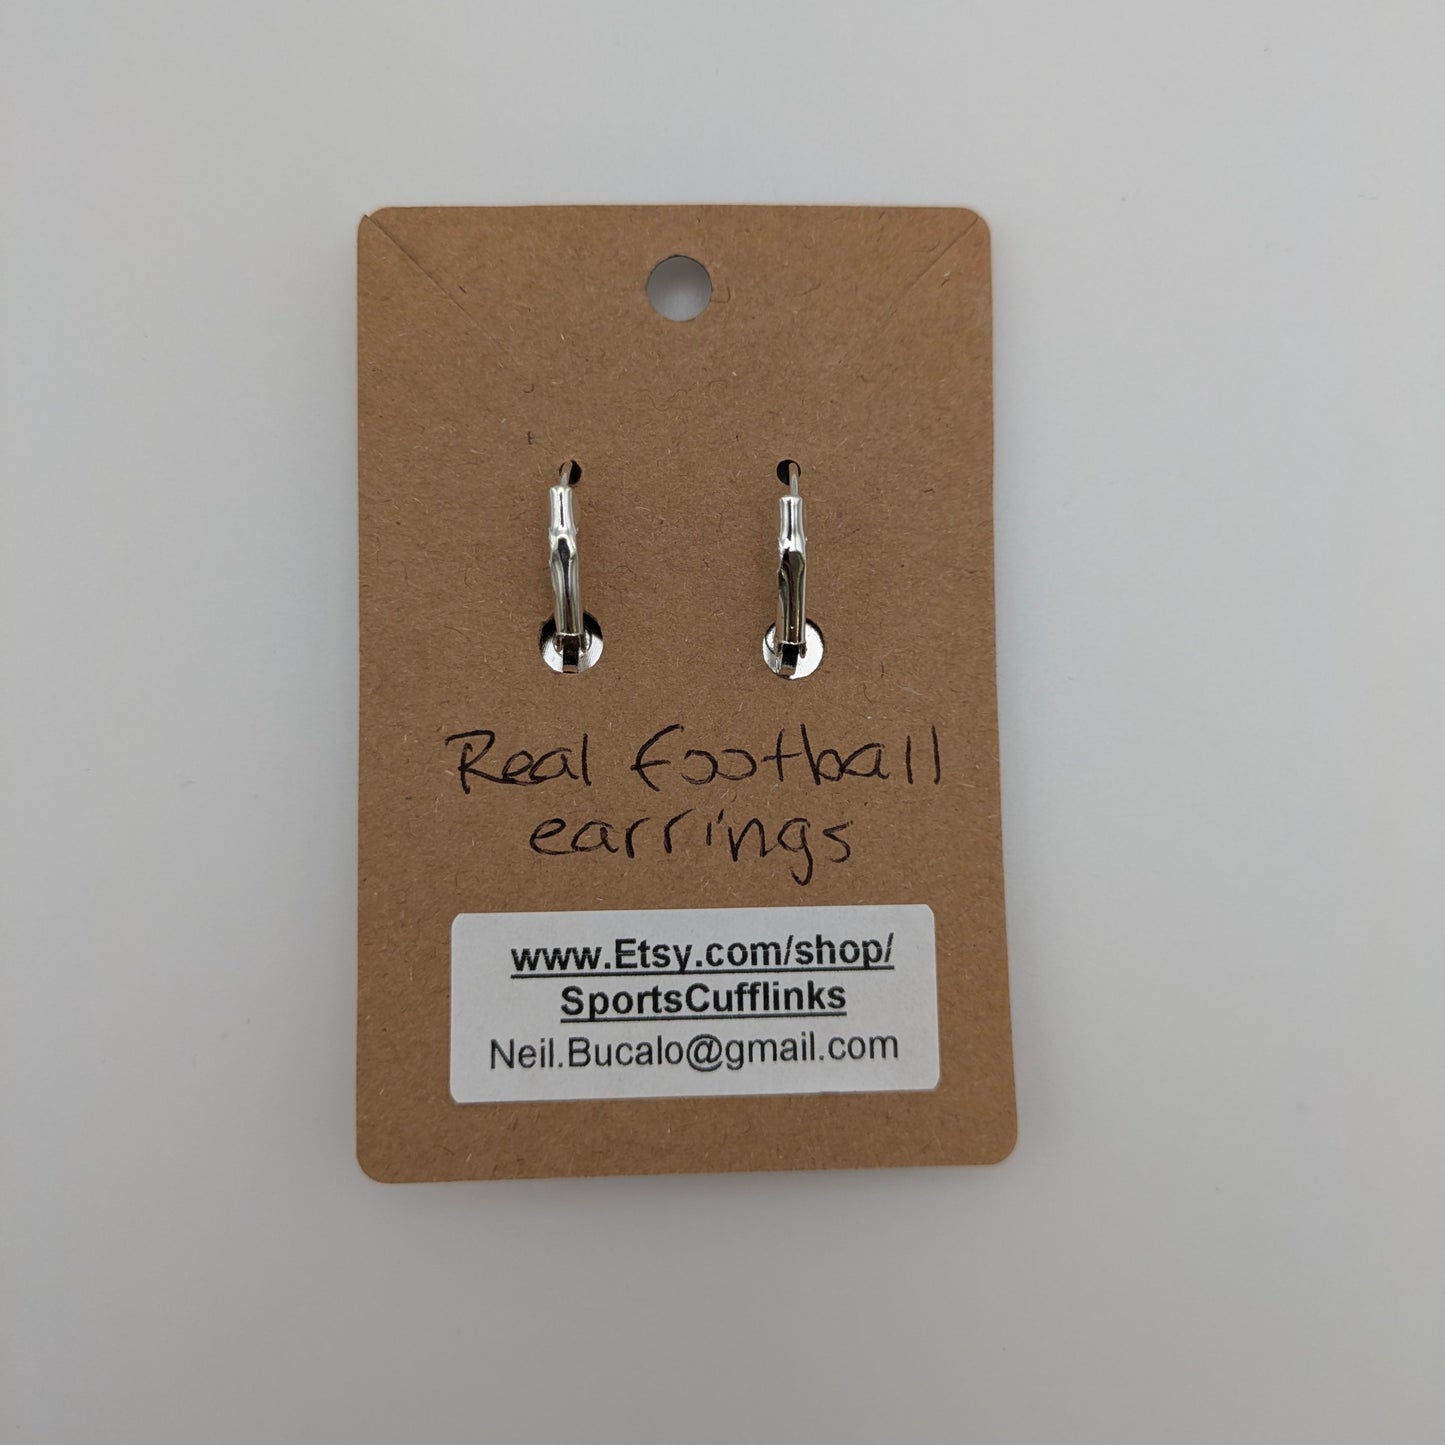 Real football
earrings
www.Etsy.com/shop/
SportsCufflinks
Neil.Bucalo@gmail.com